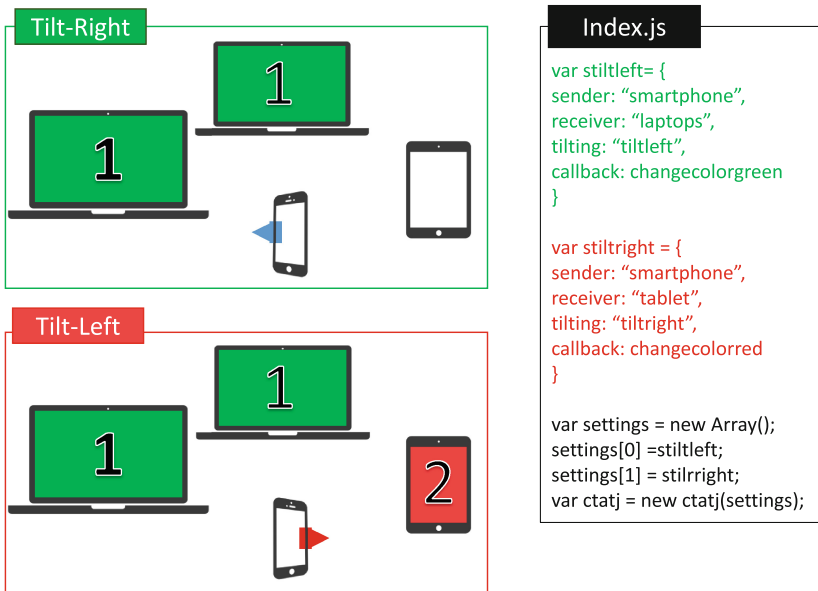 Tilt-Right
1
1
Tilt-Left
1
1
2
Index.js
var stiltleft= {
sender: “smartphone”,
receiver: “laptops”,
tilting: “tiltleft”,
callback: changecolorgreen
}
var stiltright = {
sender: “smartphone”,
receiver: “tablet”,
tilting: “tiltright”,
callback: changecolorred
}
var settings = new Array();
settings[0] =stiltleft;
settings[1] = stilrright;
var ctatj = new ctatj(settings);